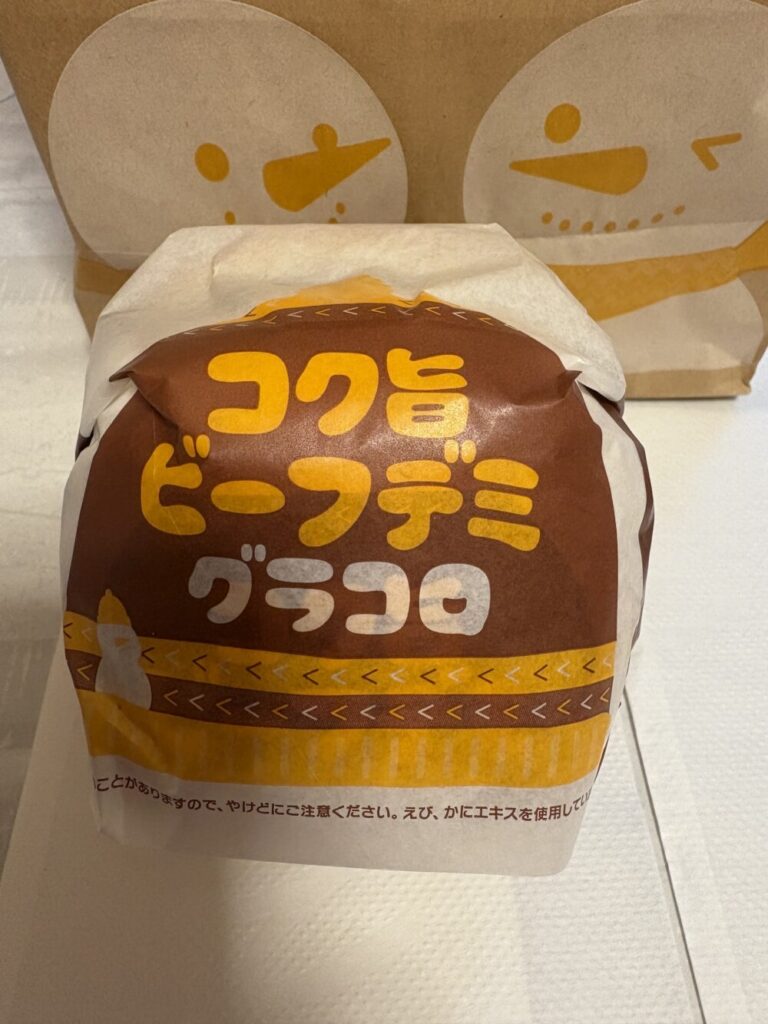 コク旨
ビーフデミ
グラコロ
ことがありますので、やけどにご注意ください。えび、かにエキスを使用してい